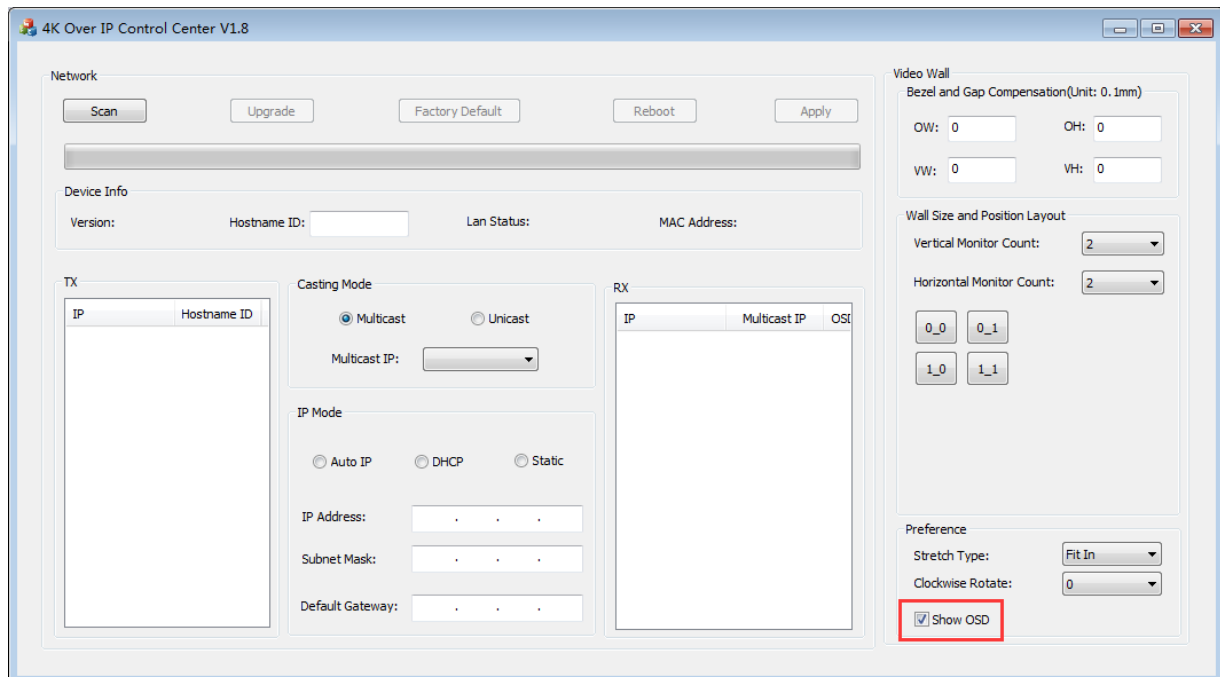 4K Over IP Control Center V1.8
Network
Scan Upgrade Factory Default Reboot Apply
Device Info
Version: Hostname ID: Lan Status: MAC Address:
TX
IP Hostname ID
Casting Mode
Multicast Unicast
Multicast IP:
IP Mode
Auto IP DHCP Static
IP Address: . . .
Subnet Mask: . . .
Default Gateway: . . .
RX
IP Multicast IP OSD
Video Wall
Bezel and Gap Compensation(Unit: 0.1mm)
OW: 0 OH: 0
VW: 0 VH: 0
Wall Size and Position Layout
Vertical Monitor Count: 2
Horizontal Monitor Count: 2
0_0 0_1
1_0 1_1
Preference
Stretch Type: Fit In
Clockwise Rotate: 0
Show OSD